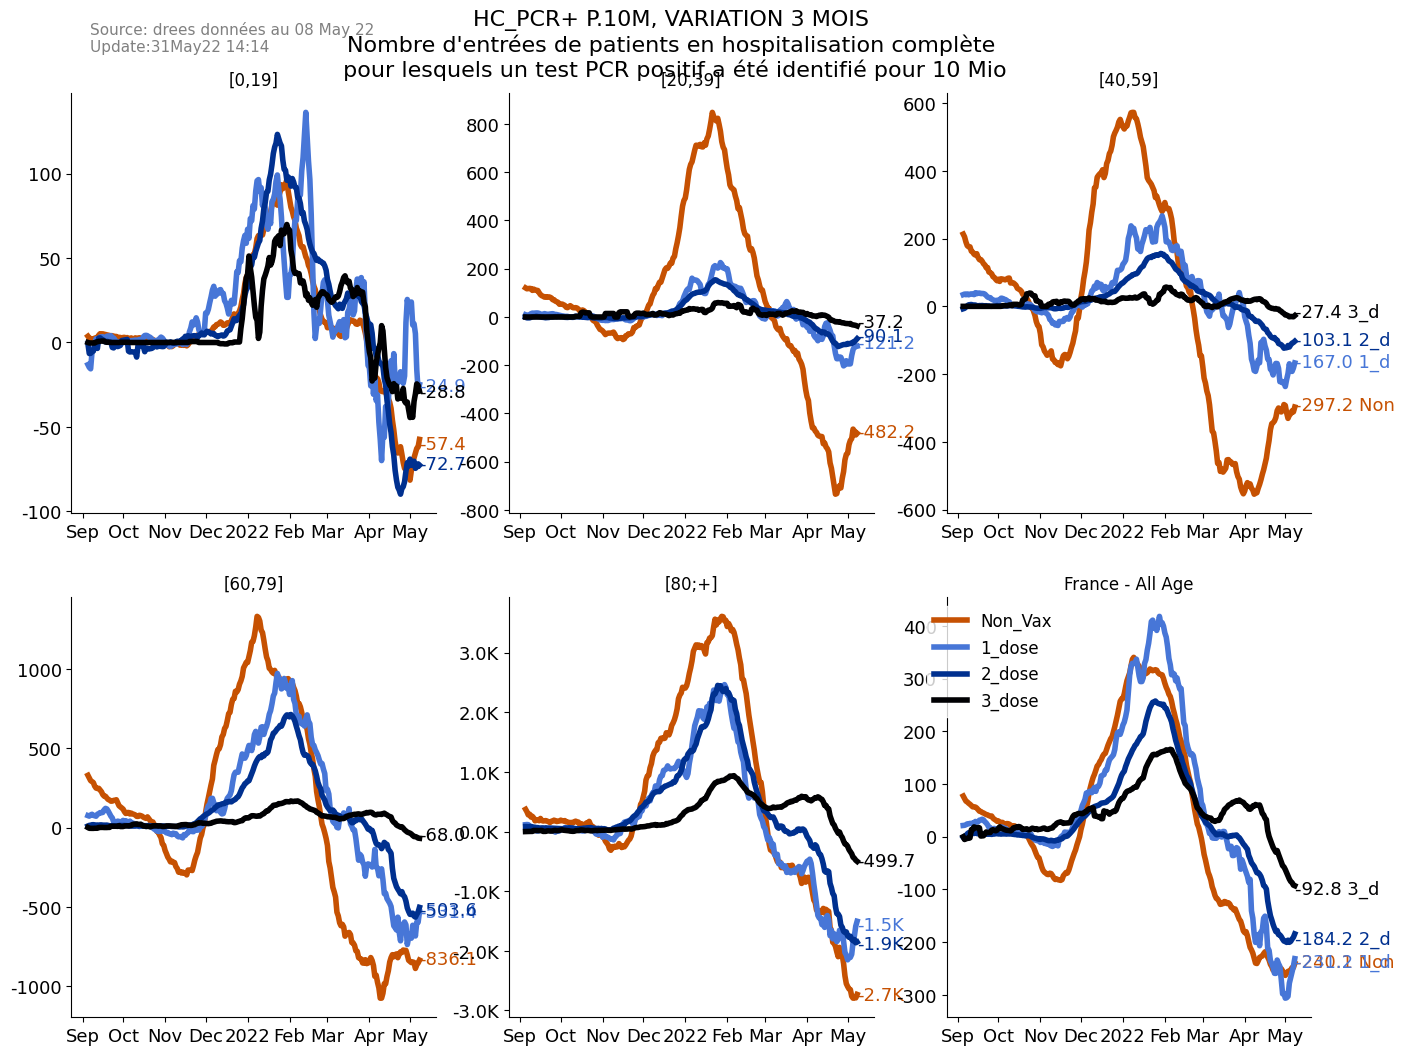 HC_PCR+ P.10M, VARIATION 3 MOIS
Source: drees données au 08 May 22
Update:31May22 14:14
Nombre d'entrées de patients en hospitalisation complète
pour lesquels un test PCR positif a été identifié pour 10 Mio
[0,19]
100
50
0
-50
-100
-24.9
-28.8
-57.4
-72.7
Sep Oct Nov Dec 2022 Feb Mar Apr May
[20,39]
800
600
400
200
0
-200
-400
-600
-800
-37.2
-90.1
-121.2
-482.2
Sep Oct Nov Dec 2022 Feb Mar Apr May
[40,59]
600
400
200
0
-200
-400
-600
-27.4 3_d
-103.1 2_d
-167.0 1_d
-297.2 Non
Sep Oct Nov Dec 2022 Feb Mar Apr May
[60,79]
1000
500
0
-500
-1000
-68.0
-503.6
-836.1
Sep Oct Nov Dec 2022 Feb Mar Apr May
[80;+]
3.0K
2.0K
1.0K
0.0K
-1.0K
-2.0K
-3.0K
-499.7
-1.5K
-1.9K
-2.7K
Sep Oct Nov Dec 2022 Feb Mar Apr May
France - All Age
Non_Vax
1_dose
2_dose
3_dose
400
300
200
100
0
-100
-200
-300
-92.8 3_d
-184.2 2_d
Sep Oct Nov Dec 2022 Feb Mar Apr May